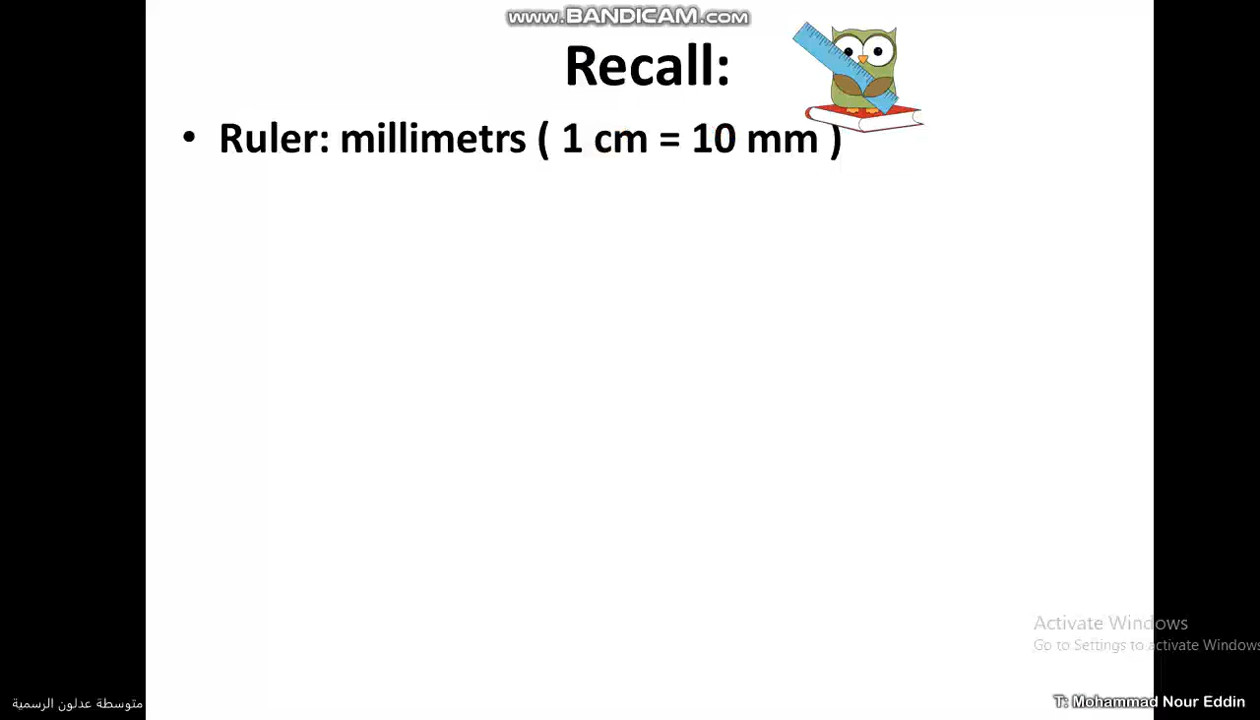 www.BANDICAM.com
Recall:
• Ruler: millimetrs ( 1 cm = 10 mm )
Activate Windows
Go to Settings to activate Windows
متوسطة عدلون الرسمية
T: Mohammad Nour Eddin